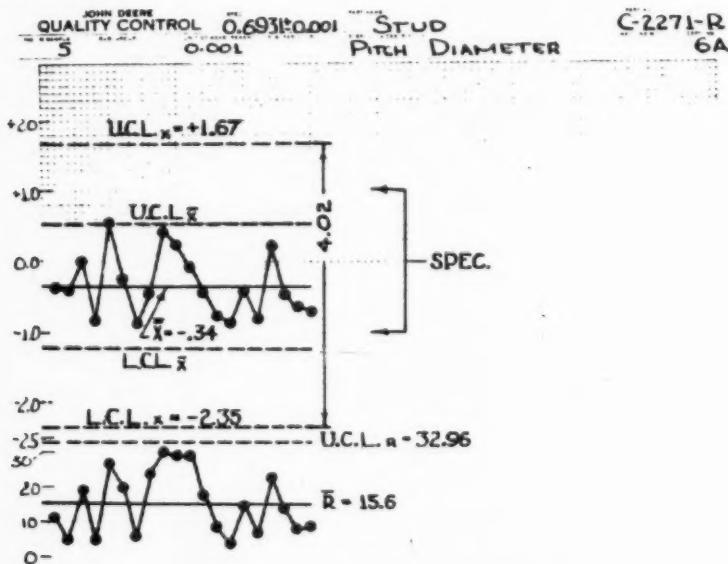 JOHN DEERE
QUALITY CONTROL 0.6931±0.001 STUD C-2271-R
5 0.001 PITCH DIAMETER 6A
+2.0
U.C.L.x = +1.67
+1.0
U.C.L. x̄
4.02
0.0
SPEC.
X̿ = -.34
-1.0
L.C.L. x̄
-2.0
L.C.L. x = -2.35
-2.5
U.C.L. R = 32.96
30
20
R̄ = 15.6
10
0